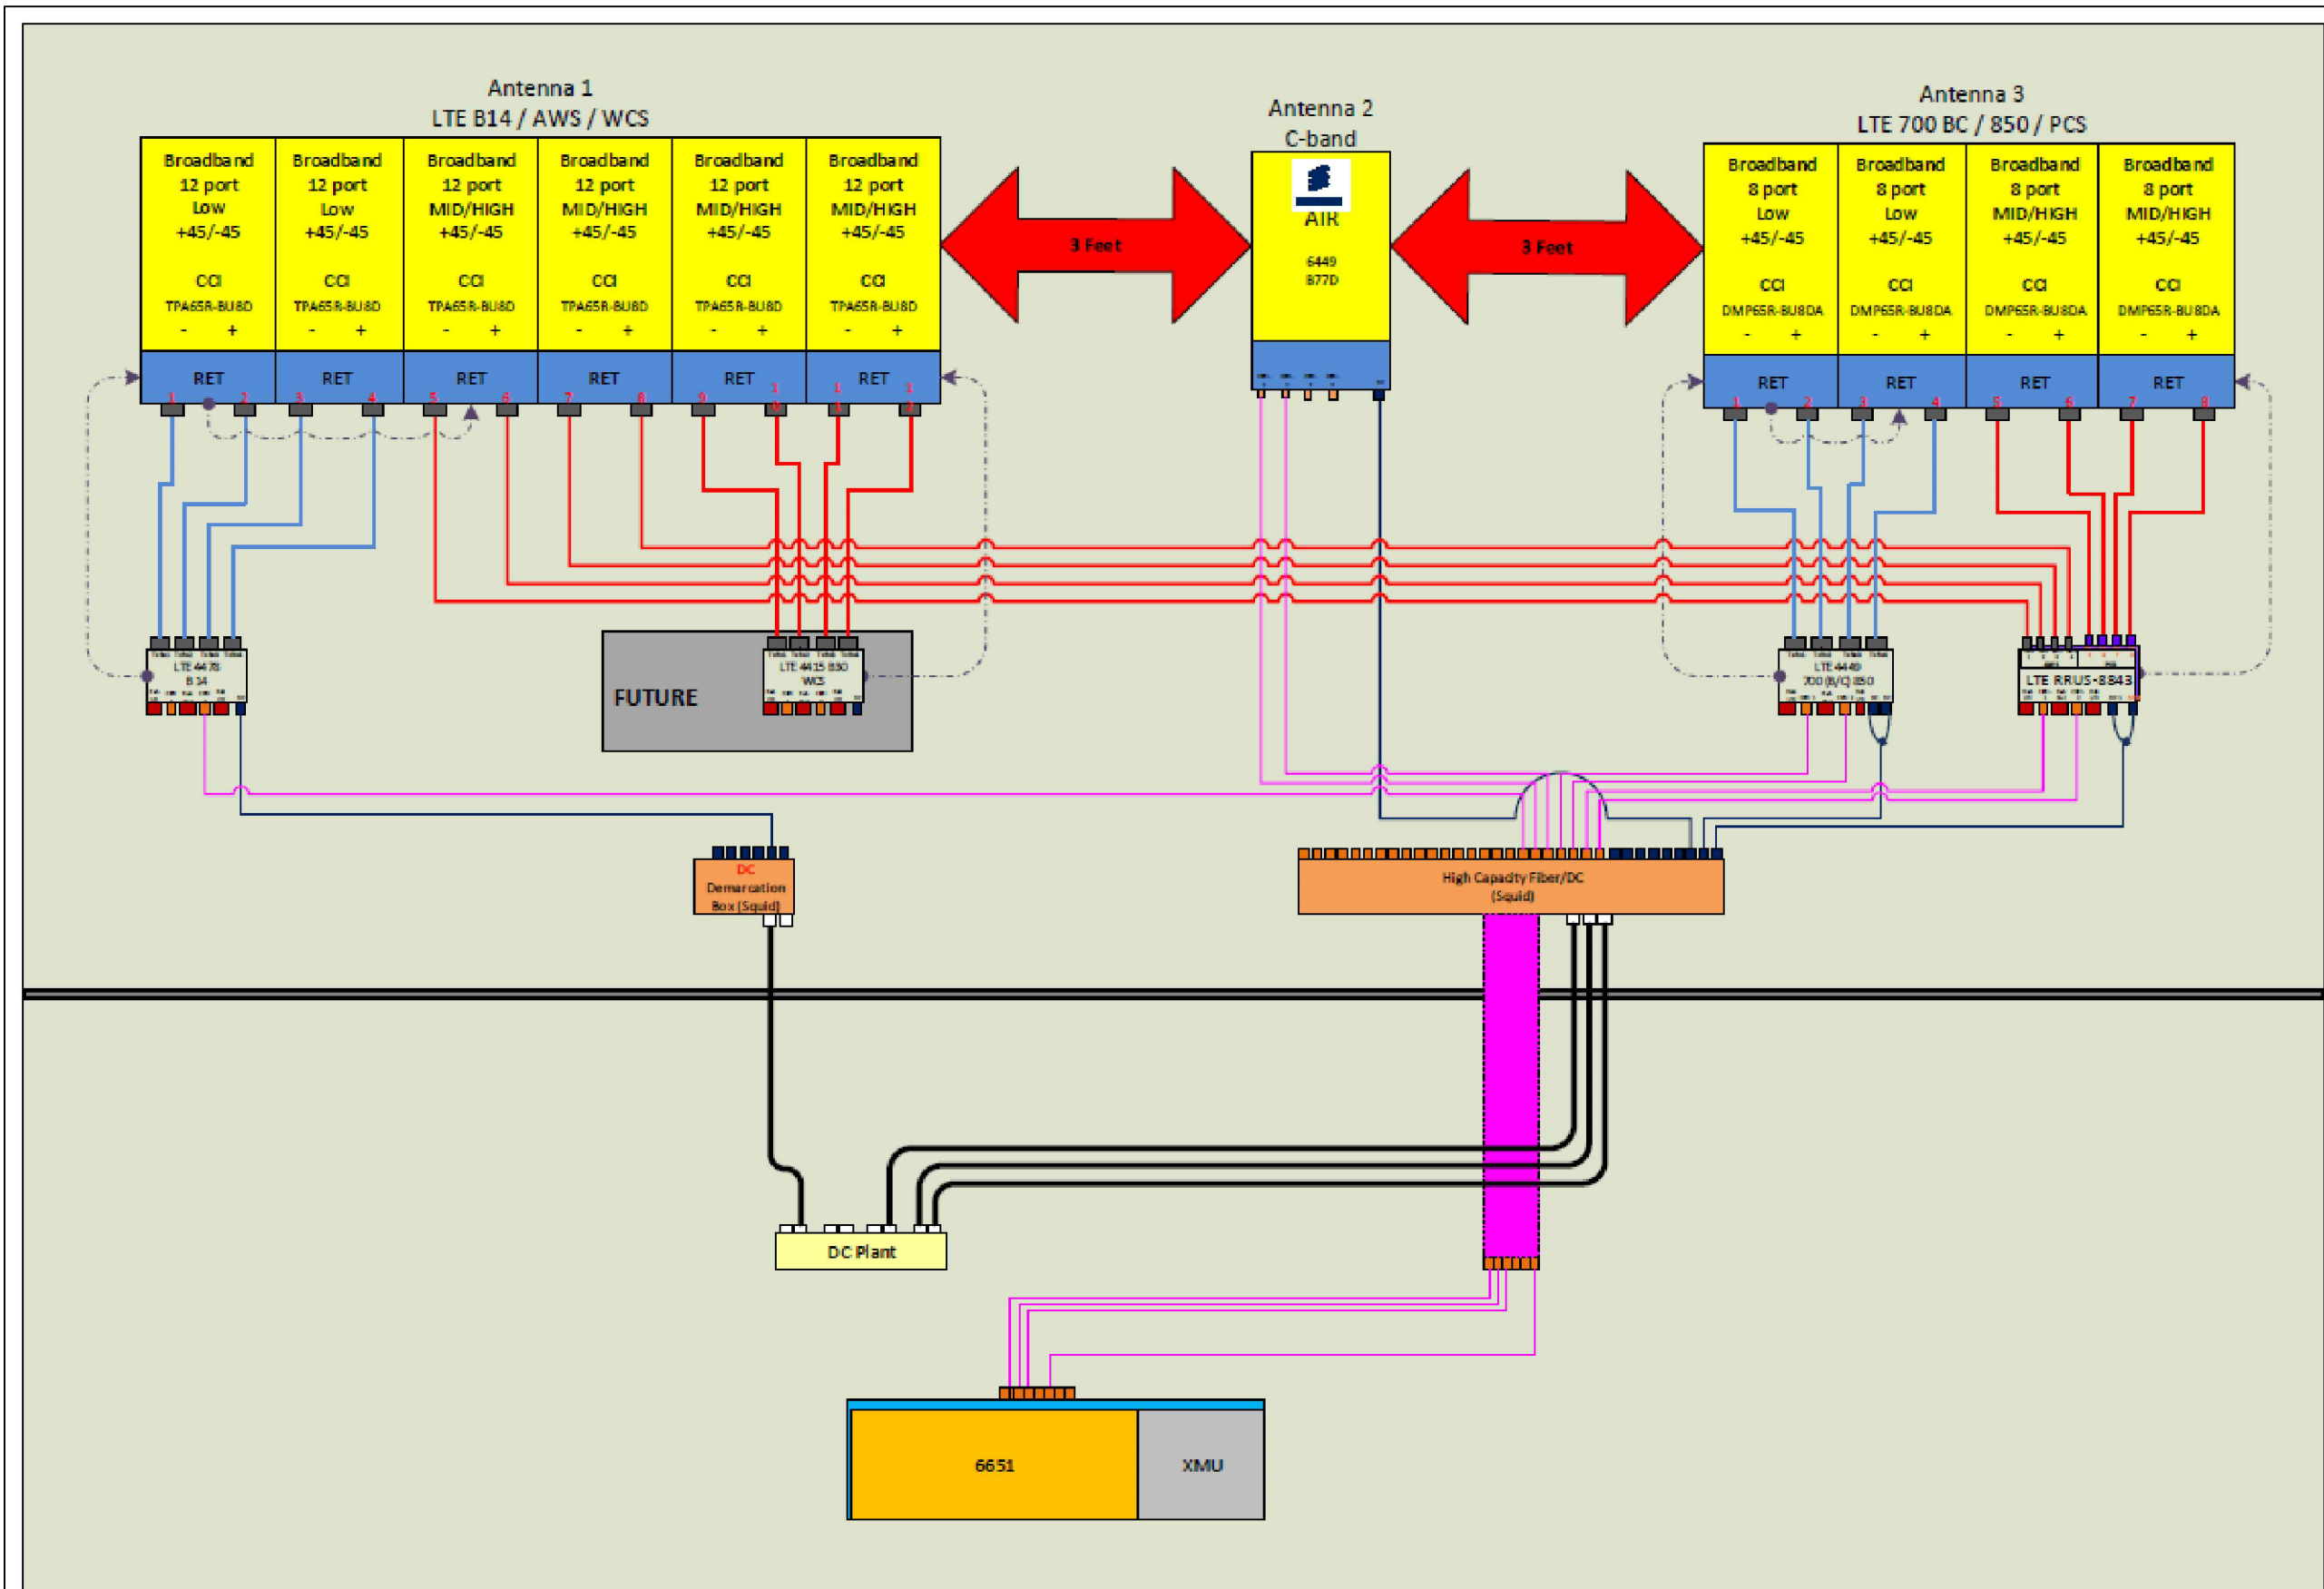 Antenna 1
LTE B14 / AWS / WCS
Broadband
12 port
Low
+45/-45
CCI
TPA65R-BU8D
- +
RET
1 2
Broadband
12 port
Low
+45/-45
CCI
TPA65R-BU8D
- +
RET
3 4
Broadband
12 port
MID/HIGH
+45/-45
CCI
TPA65R-BU8D
- +
RET
5 6
Broadband
12 port
MID/HIGH
+45/-45
CCI
TPA65R-BU8D
- +
RET
7 8
Broadband
12 port
MID/HIGH
+45/-45
CCI
TPA65R-BU8D
- +
RET
9 10
Broadband
12 port
MID/HIGH
+45/-45
CCI
TPA65R-BU8D
- +
RET
11 12
3 Feet
Antenna 2
C-band
AIR
6449
B77D
3 Feet
Antenna 3
LTE 700 BC / 850 / PCS
Broadband
8 port
Low
+45/-45
CCI
DMP65R-BU8DA
- +
RET
1 2
Broadband
8 port
Low
+45/-45
CCI
DMP65R-BU8DA
- +
RET
3 4
Broadband
8 port
MID/HIGH
+45/-45
CCI
DMP65R-BU8DA
- +
RET
5 6
Broadband
8 port
MID/HIGH
+45/-45
CCI
DMP65R-BU8DA
- +
RET
7 8
LTE 4478
B14
FUTURE
LTE 4415 B30
WCS
LTE 4449
700 (B/C) 850
LTE RRUS-8843
DC
Demarcation
Box (Squid)
High Capacity Fiber/DC
(Squid)
DC Plant
6651
XMU